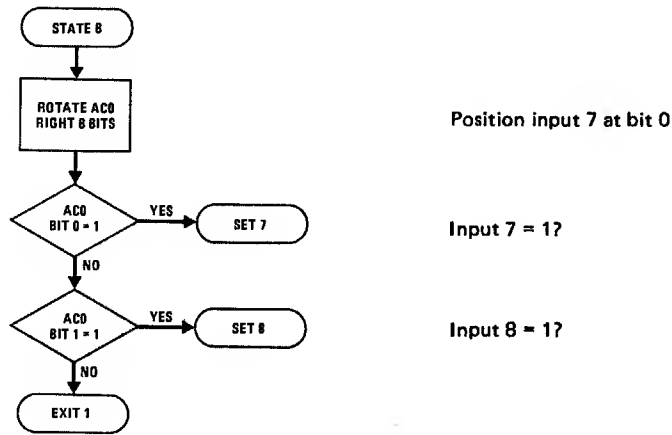 STATE 8
ROTATE AC0
RIGHT 8 BITS
Position input 7 at bit 0
AC0
BIT 0 = 1
YES
SET 7
Input 7 = 1?
NO
AC0
BIT 1 = 1
YES
SET 8
Input 8 = 1?
NO
EXIT 1